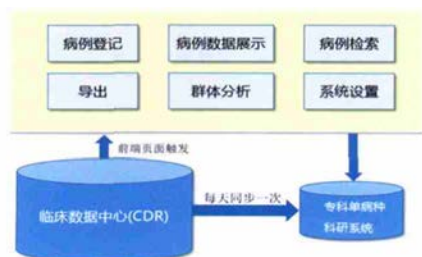 病例登记
病例数据展示
病例检索
导出
群体分析
系统设置
前端页面触发
每天同步一次
临床数据中心(CDR)
专科单病种
科研系统